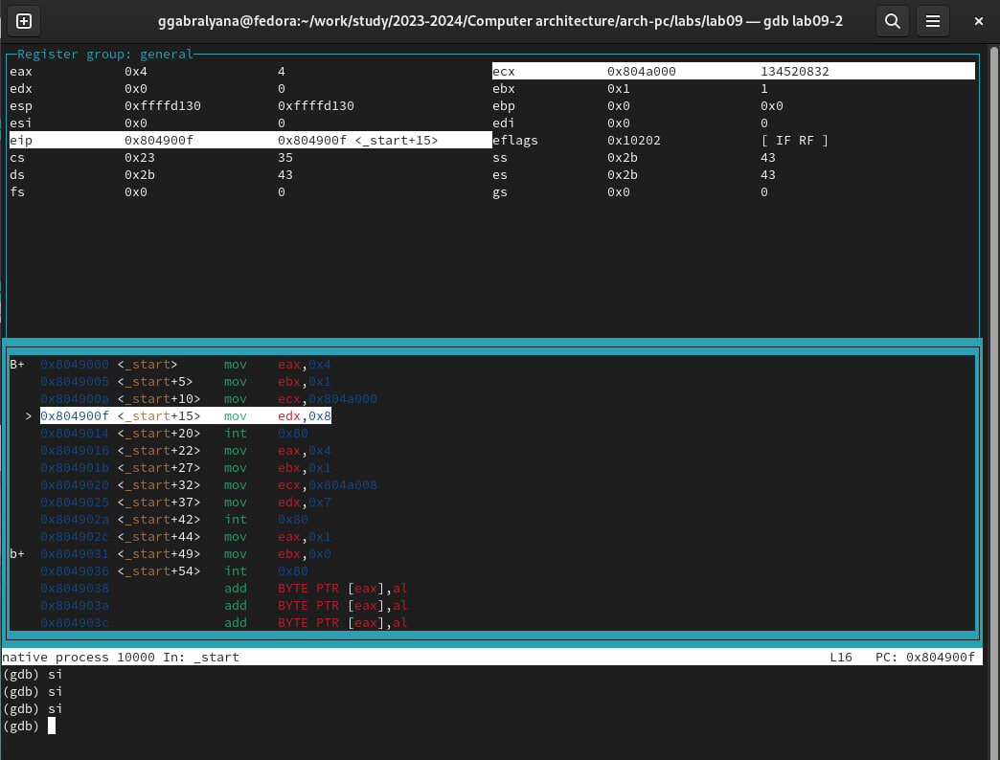 ggabralyana@fedora:~/work/study/2023-2024/Computer architecture/arch-pc/labs/lab09 — gdb lab09-2
Register group: general
eax 0x4 4 ecx 0x804a000 134520832
edx 0x0 0 ebx 0x1 1
esp 0xffffd130 0xffffd130 ebp 0x0 0x0
esi 0x0 0 edi 0x0 0
eip 0x804900f 0x804900f <_start+15> eflags 0x10202 [ IF RF ]
cs 0x23 35 ss 0x2b 43
ds 0x2b 43 es 0x2b 43
fs 0x0 0 gs 0x0 0
B+ 0x8049000 <_start> mov eax,0x4
0x8049005 <_start+5> mov ebx,0x1
0x804900a <_start+10> mov ecx,0x804a000
> 0x804900f <_start+15> mov edx,0x8
0x8049014 <_start+20> int 0x80
0x8049016 <_start+22> mov eax,0x4
0x804901b <_start+27> mov ebx,0x1
0x8049020 <_start+32> mov ecx,0x804a008
0x8049025 <_start+37> mov edx,0x7
0x804902a <_start+42> int 0x80
0x804902c <_start+44> mov eax,0x1
b+ 0x8049031 <_start+49> mov ebx,0x0
0x8049036 <_start+54> int 0x80
0x8049038 add BYTE PTR [eax],al
0x804903a add BYTE PTR [eax],al
0x804903c add BYTE PTR [eax],al
native process 10000 In: _start L16 PC: 0x804900f
(gdb) si
(gdb) si
(gdb) si
(gdb)